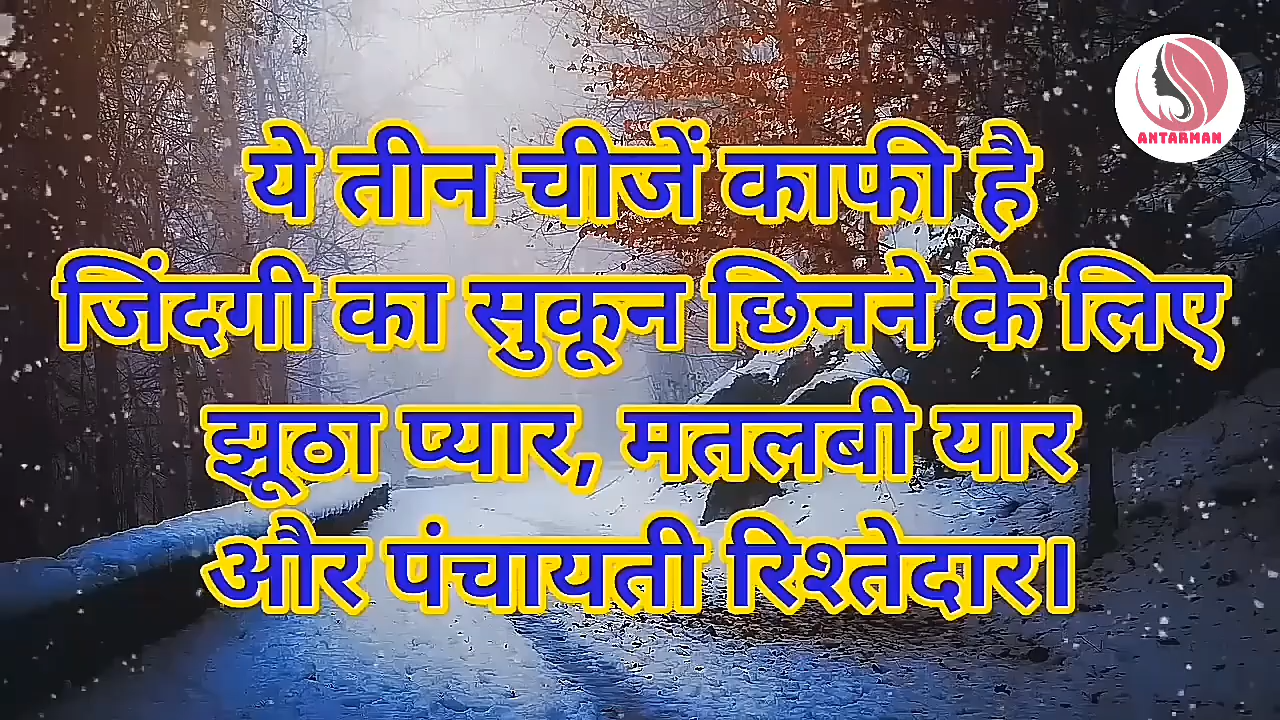 ANTARMAN
ये तीन चीजें काफी है
जिंदगी का सुकून छिनने के लिए
झूठा प्यार, मतलबी यार
और पंचायती रिश्तेदार।